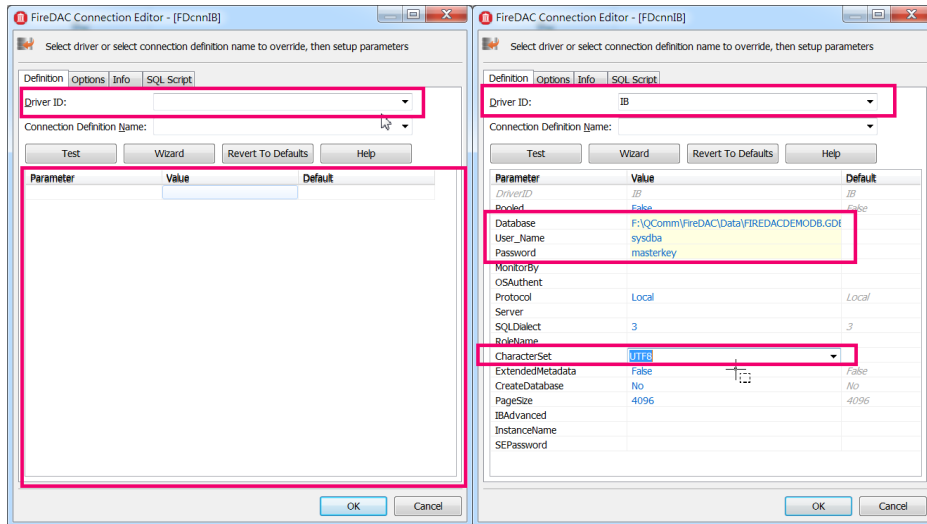 FireDAC Connection Editor - [FDcnnIB]
Select driver or select connection definition name to override, then setup parameters
Definition Options Info SQL Script
Driver ID:
Connection Definition Name:
Test Wizard Revert To Defaults Help
Parameter Value Default
OK Cancel
FireDAC Connection Editor - [FDcnnIB]
Select driver or select connection definition name to override, then setup parameters
Definition Options Info SQL Script
Driver ID: IB
Connection Definition Name:
Test Wizard Revert To Defaults Help
Parameter Value Default
DriverID IB IB
Pooled False False
Database F:\QComm\FireDAC\Data\FIREDACDEMODB.GDB
User_Name sysdba
Password masterkey
MonitorBy
OSAuthent
Protocol Local Local
Server
SQLDialect 3 3
RoleName
CharacterSet UTF8
ExtendedMetadata False False
CreateDatabase No No
PageSize 4096 4096
IBAdvanced
InstanceName
SEPassword
OK Cancel